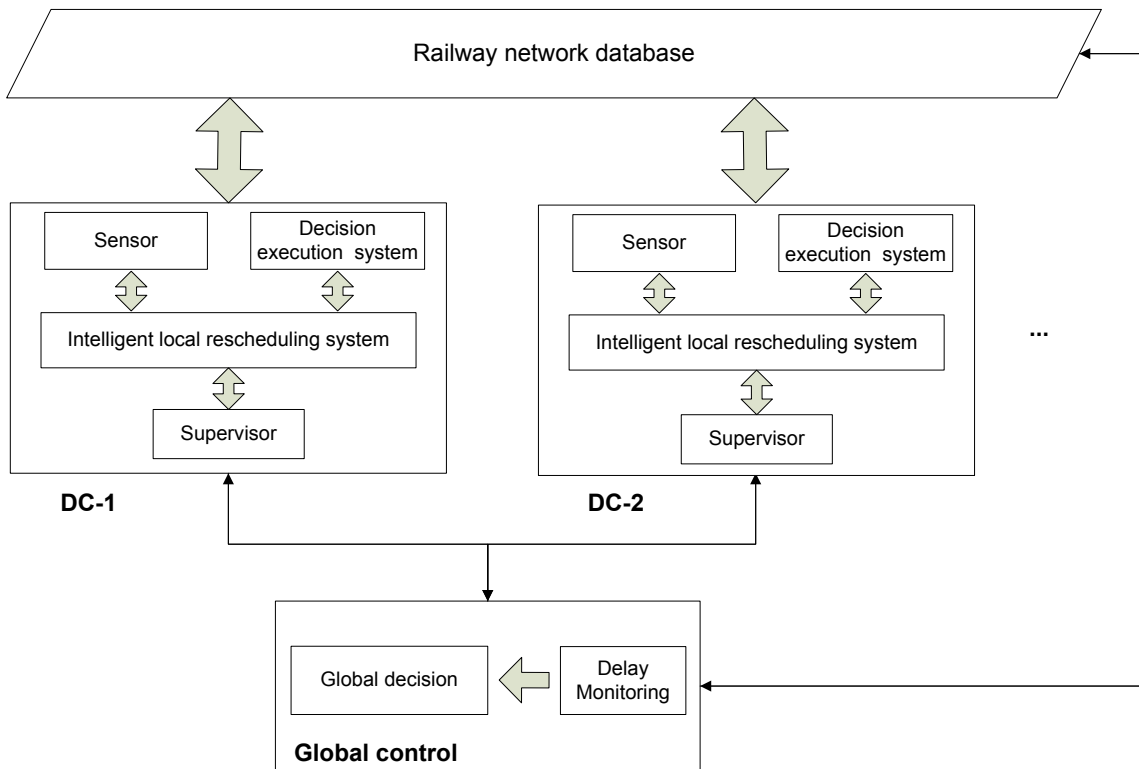 Railway network database
Sensor
Decision
execution system
Intelligent local rescheduling system
Supervisor
DC-1
Sensor
Decision
execution system
Intelligent local rescheduling system
Supervisor
DC-2
...
Global decision
Delay
Monitoring
Global control